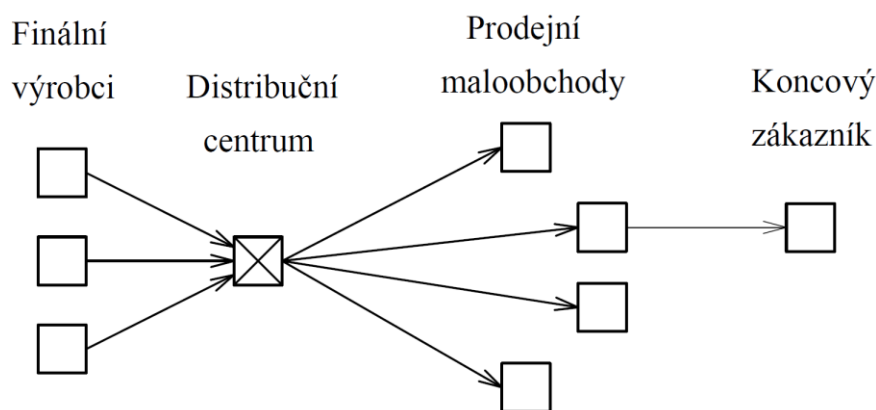 Finální
výrobci
Distribuční
centrum
Prodejní
maloobchody
Koncový
zákazník